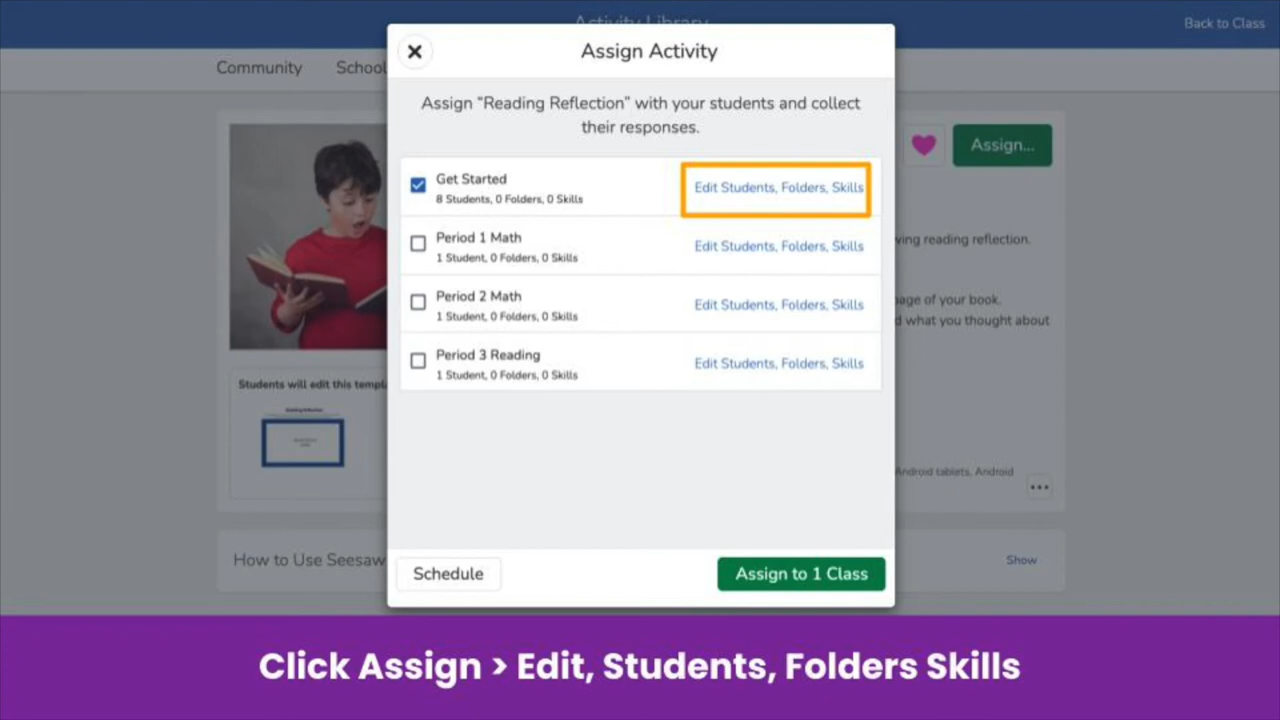 Activity Library
Back to Class
Community
School
Assign Activity
Assign “Reading Reflection” with your students and collect
their responses.
Assign...
Get Started
8 Students, 0 Folders, 0 Skills
Edit Students, Folders, Skills
Period 1 Math
1 Student, 0 Folders, 0 Skills
Edit Students, Folders, Skills
wing reading reflection.
Period 2 Math
1 Student, 0 Folders, 0 Skills
Edit Students, Folders, Skills
page of your book.
d what you thought about
Period 3 Reading
1 Student, 0 Folders, 0 Skills
Edit Students, Folders, Skills
Students will edit this templ
Reading Reflection
Android tablets, Android
How to Use Seesaw
Show
Schedule
Assign to 1 Class
Click Assign > Edit, Students, Folders Skills